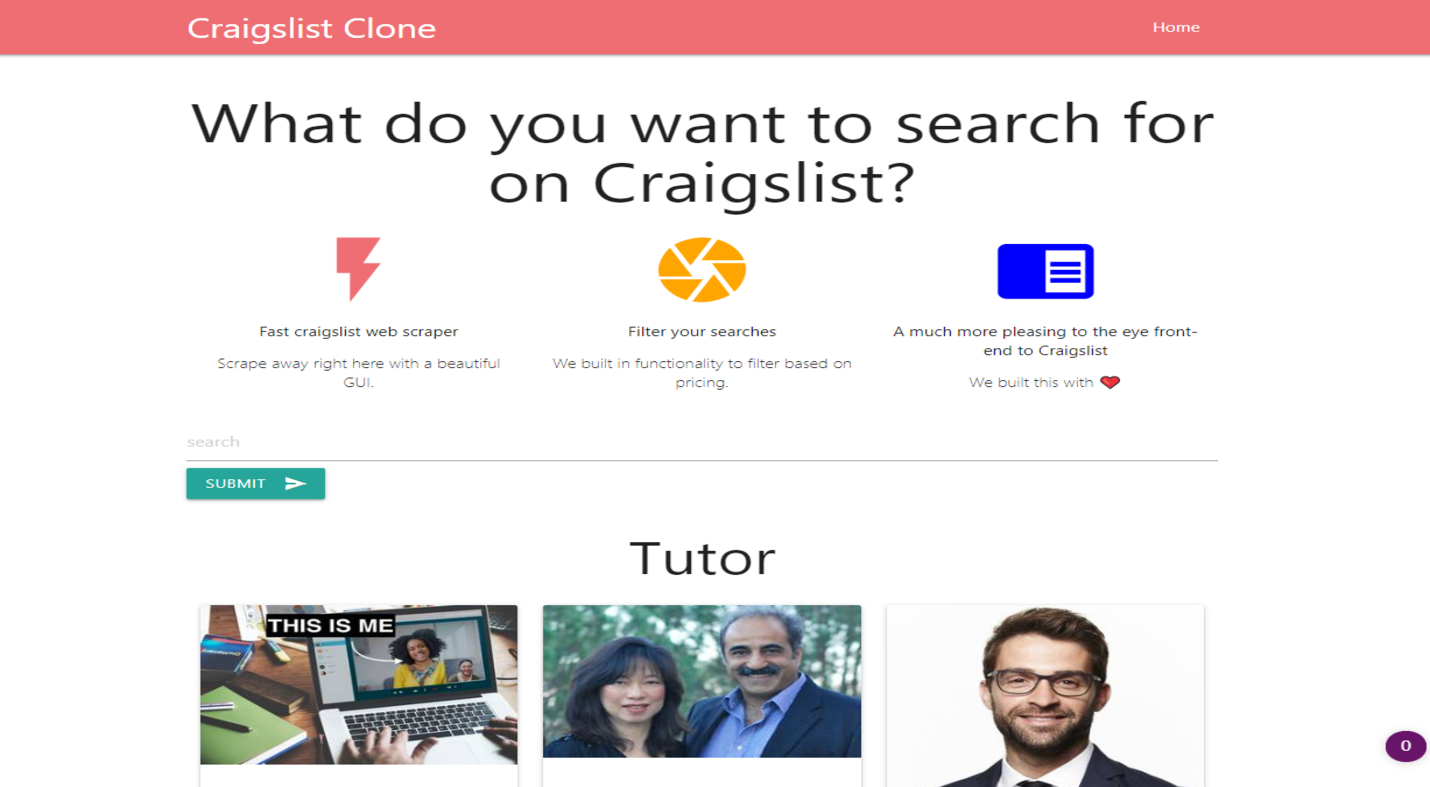 Craigslist Clone
Home
What do you want to search for
on Craigslist?
Fast craigslist web scraper
Scrape away right here with a beautiful
GUI.
Filter your searches
We built in functionality to filter based on
pricing.
A much more pleasing to the eye front-
end to Craigslist
We built this with ❤
search
SUBMIT
Tutor
THIS IS ME
0